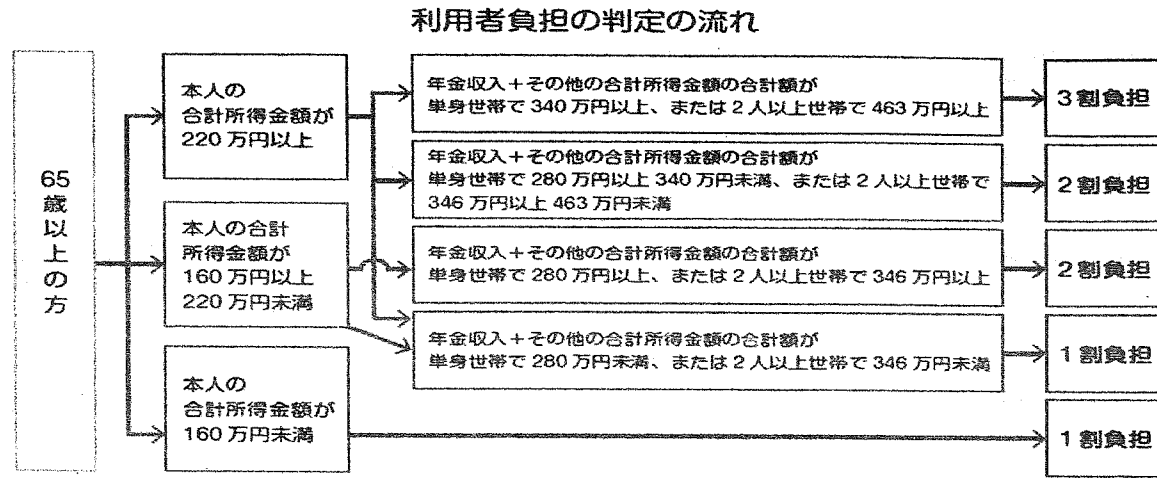 利用者負担の判定の流れ
65歳以上の方
本人の
合計所得金額が
220万円以上
本人の合計
所得金額が
160万円以上
220万円未満
本人の
合計所得金額が
160万円未満
年金収入+その他の合計所得金額の合計額が
単身世帯で340万円以上、または2人以上世帯で463万円以上
年金収入+その他の合計所得金額の合計額が
単身世帯で280万円以上340万円未満、または2人以上世帯で
346万円以上463万円未満
年金収入+その他の合計所得金額の合計額が
単身世帯で280万円以上、または2人以上世帯で346万円以上
年金収入+その他の合計所得金額の合計額が
単身世帯で280万円未満、または2人以上世帯で346万円未満
3割負担
2割負担
2割負担
1割負担
1割負担